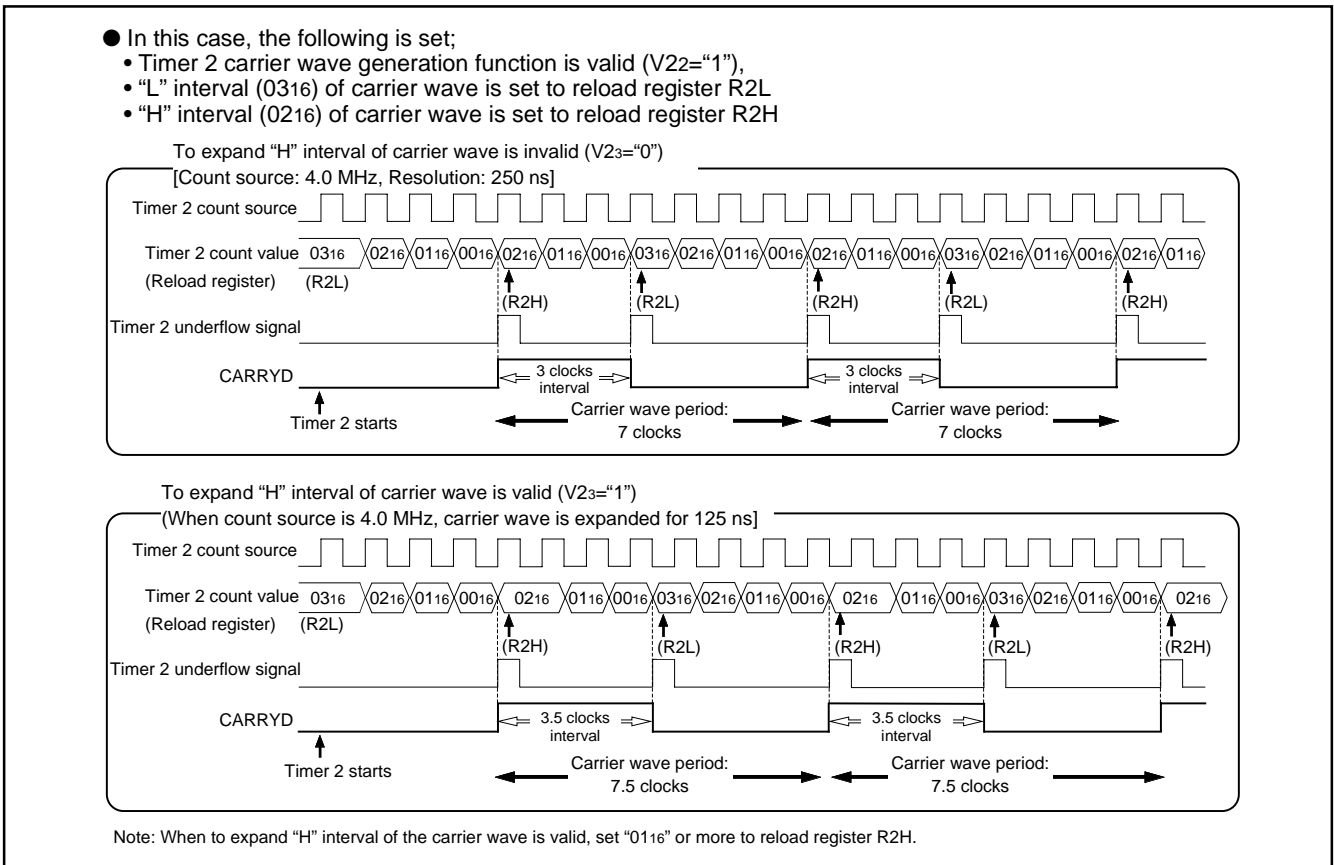 ● In this case, the following is set;
• Timer 2 carrier wave generation function is valid (V22=“1”),
• “L” interval (0316) of carrier wave is set to reload register R2L
• “H” interval (0216) of carrier wave is set to reload register R2H
To expand “H” interval of carrier wave is invalid (V23=“0”)
[Count source: 4.0 MHz, Resolution: 250 ns]
Timer 2 count source
Timer 2 count value 0316 0216 0116 0016 0216 0116 0016 0316 0216 0116 0016 0216 0116 0016 0316 0216 0116 0016 0216 0116
(Reload register) (R2L) (R2H) (R2L) (R2H) (R2L) (R2H)
Timer 2 underflow signal
CARRYD 3 clocks interval 3 clocks interval
Timer 2 starts Carrier wave period: Carrier wave period:
7 clocks 7 clocks
To expand “H” interval of carrier wave is valid (V23=“1”)
(When count source is 4.0 MHz, carrier wave is expanded for 125 ns]
Timer 2 count source
Timer 2 count value 0316 0216 0116 0016 0216 0116 0016 0316 0216 0116 0016 0216 0116 0016 0316 0216 0116 0016 0216
(Reload register) (R2L) (R2H) (R2L) (R2H) (R2L) (R2H)
Timer 2 underflow signal
CARRYD 3.5 clocks interval 3.5 clocks interval
Timer 2 starts Carrier wave period: Carrier wave period:
7.5 clocks 7.5 clocks
Note: When to expand “H” interval of the carrier wave is valid, set “0116” or more to reload register R2H.